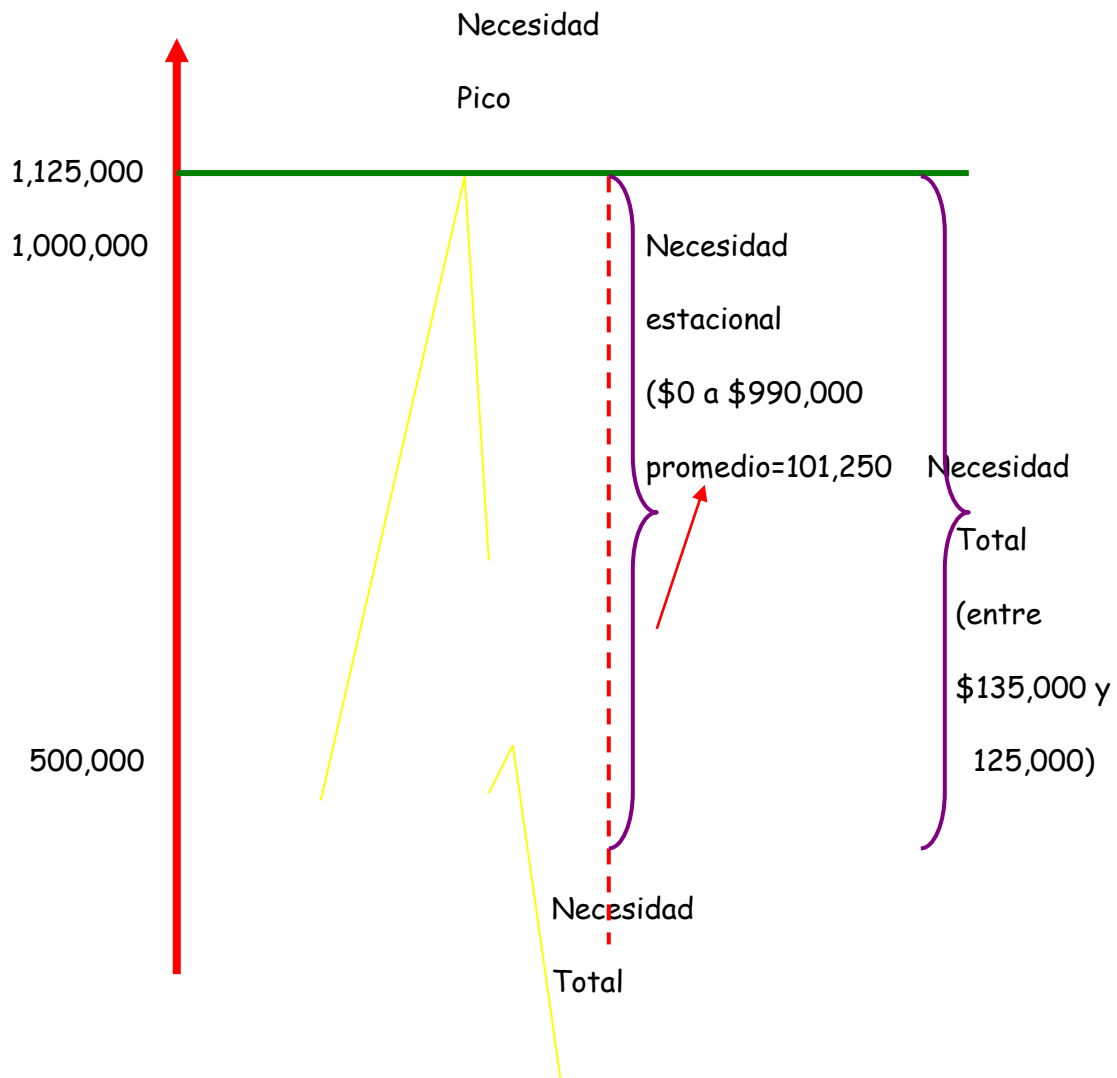 Necesidad
Pico
1,125,000
1,000,000
500,000
Necesidad
estacional
($0 a $990,000
promedio=101,250
Necesidad
Total
(entre
$135,000 y
125,000)
Necesidad
Total